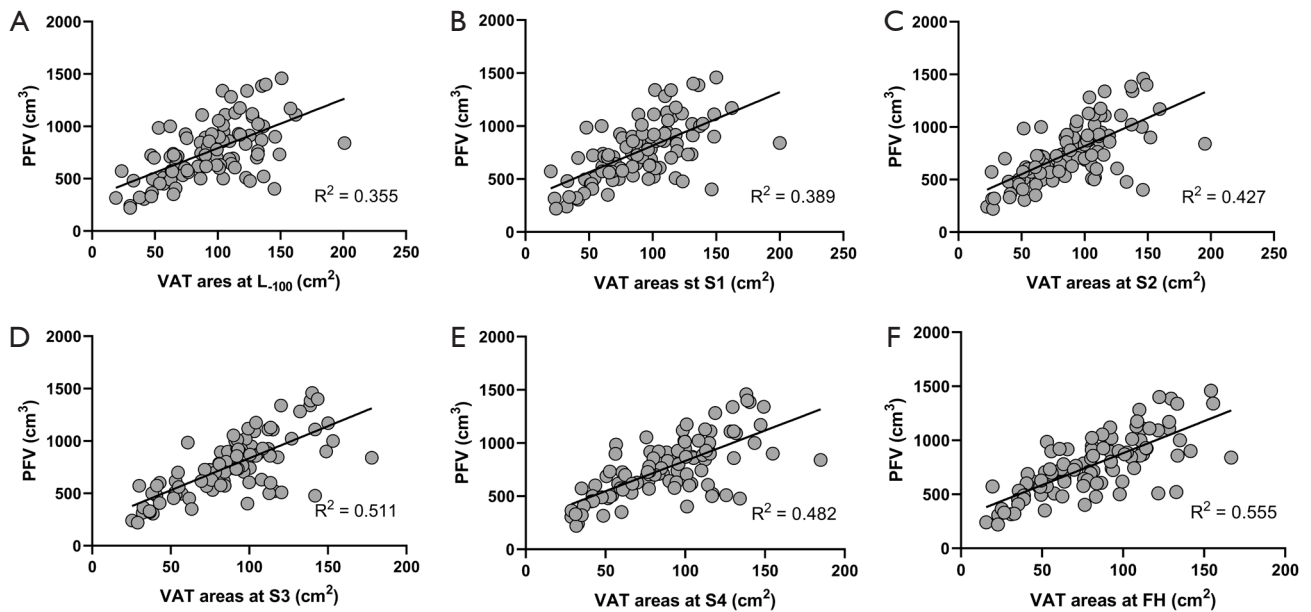 A
2000
1500
1000
500
0
PFV (cm³)
R² = 0.355
0 50 100 150 200 250
VAT ares at L₋₁₀₀ (cm²)
B
2000
1500
1000
500
0
PFV (cm³)
R² = 0.389
0 50 100 150 200 250
VAT areas st S1 (cm²)
C
2000
1500
1000
500
0
PFV (cm³)
R² = 0.427
0 50 100 150 200 250
VAT areas at S2 (cm²)
D
2000
1500
1000
500
0
PFV (cm³)
R² = 0.511
0 50 100 150 200
VAT areas at S3 (cm²)
E
2000
1500
1000
500
0
PFV (cm³)
R² = 0.482
0 50 100 150 200
VAT areas at S4 (cm²)
F
2000
1500
1000
500
0
PFV (cm³)
R² = 0.555
0 50 100 150 200
VAT areas at FH (cm²)